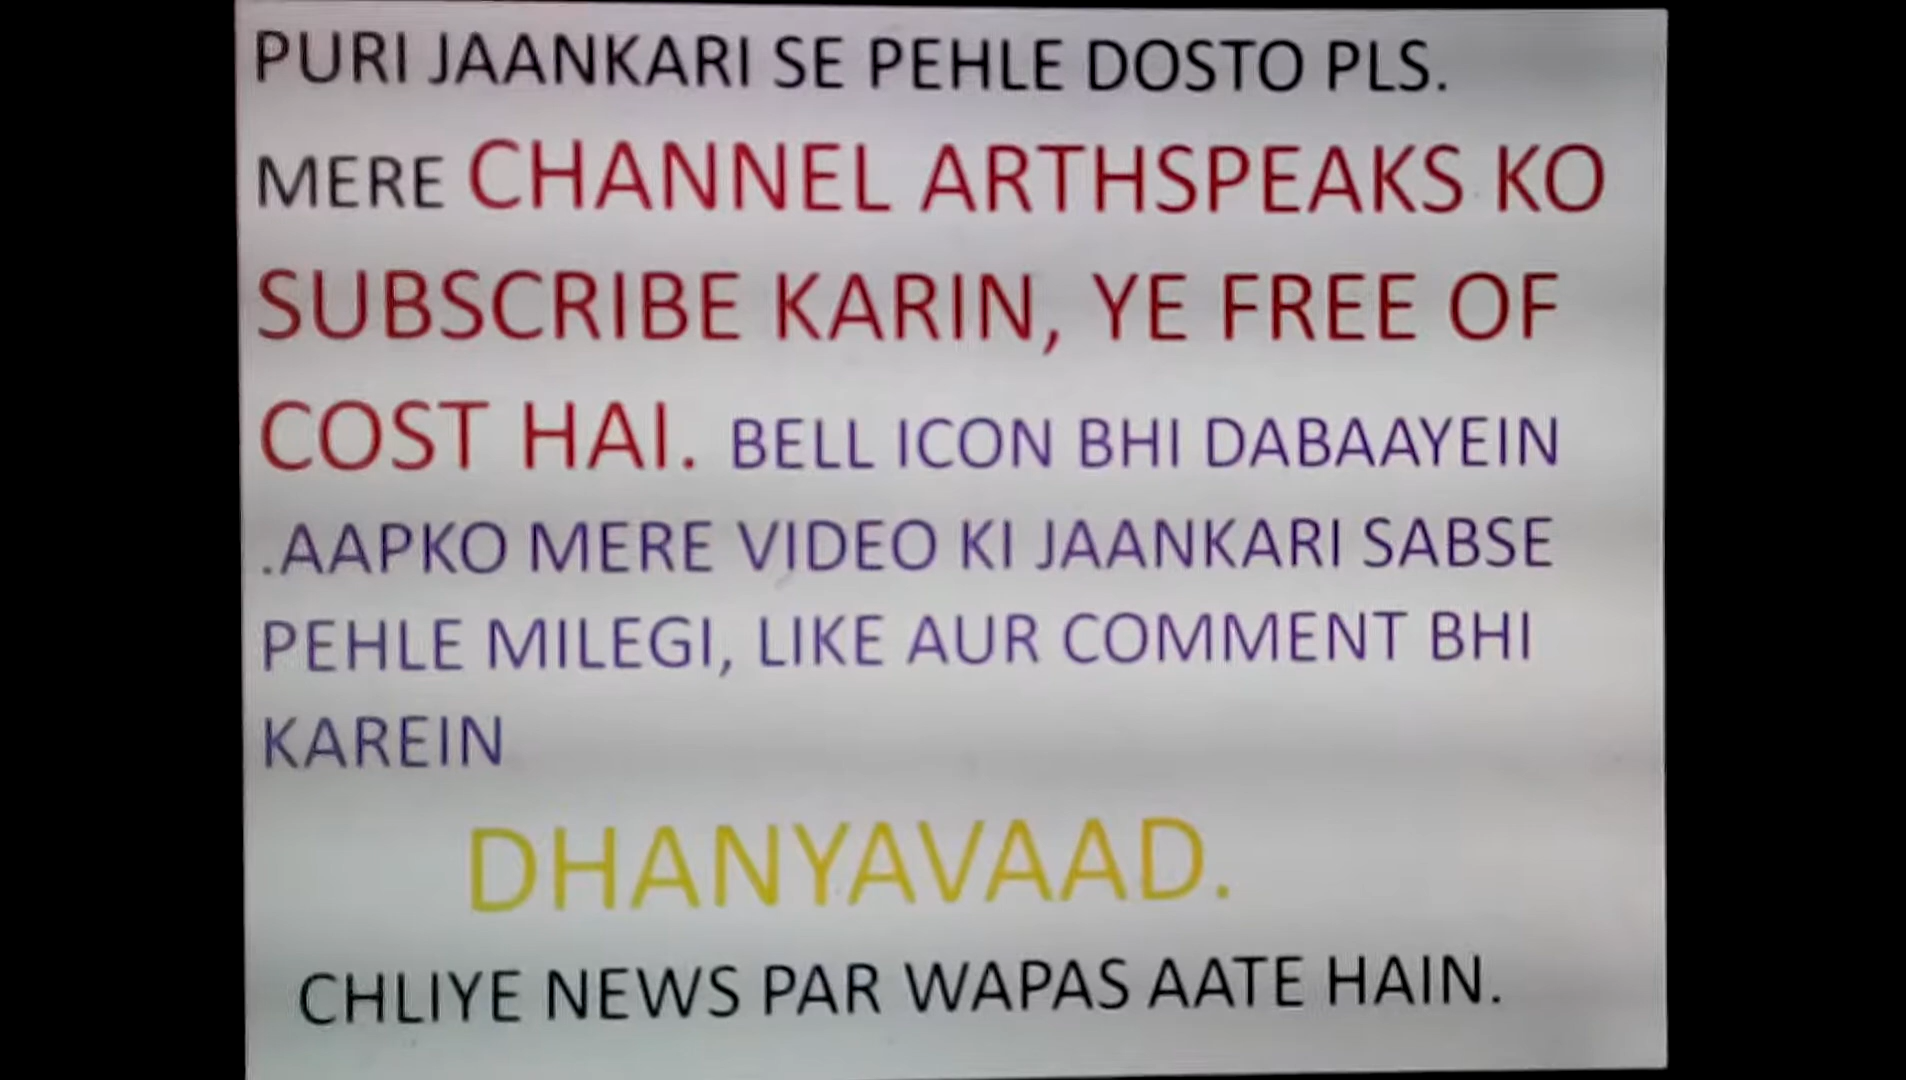 PURI JAANKARI SE PEHLE DOSTO PLS.
MERE CHANNEL ARTHSPEAKS KO
SUBSCRIBE KARIN, YE FREE OF
COST HAI. BELL ICON BHI DABAAYEIN
.AAPKO MERE VIDEO KI JAANKARI SABSE
PEHLE MILEGI, LIKE AUR COMMENT BHI
KAREIN
DHANYAVAAD.
CHLIYE NEWS PAR WAPAS AATE HAIN.